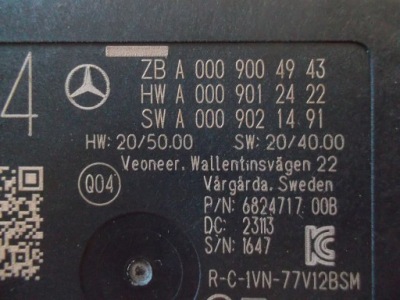 4
ZB A 000 900 49 43
HW A 000 901 24 22
SW A 000 902 14 91
HW: 20/50.00 SW: 20/40.00
Veoneer, Wallentinsvägen 22
Vårgårda, Sweden
Q04
P/N: 6824717 00B
DC: 23113
S/N: 1647
R-C-1VN-77V12BSM